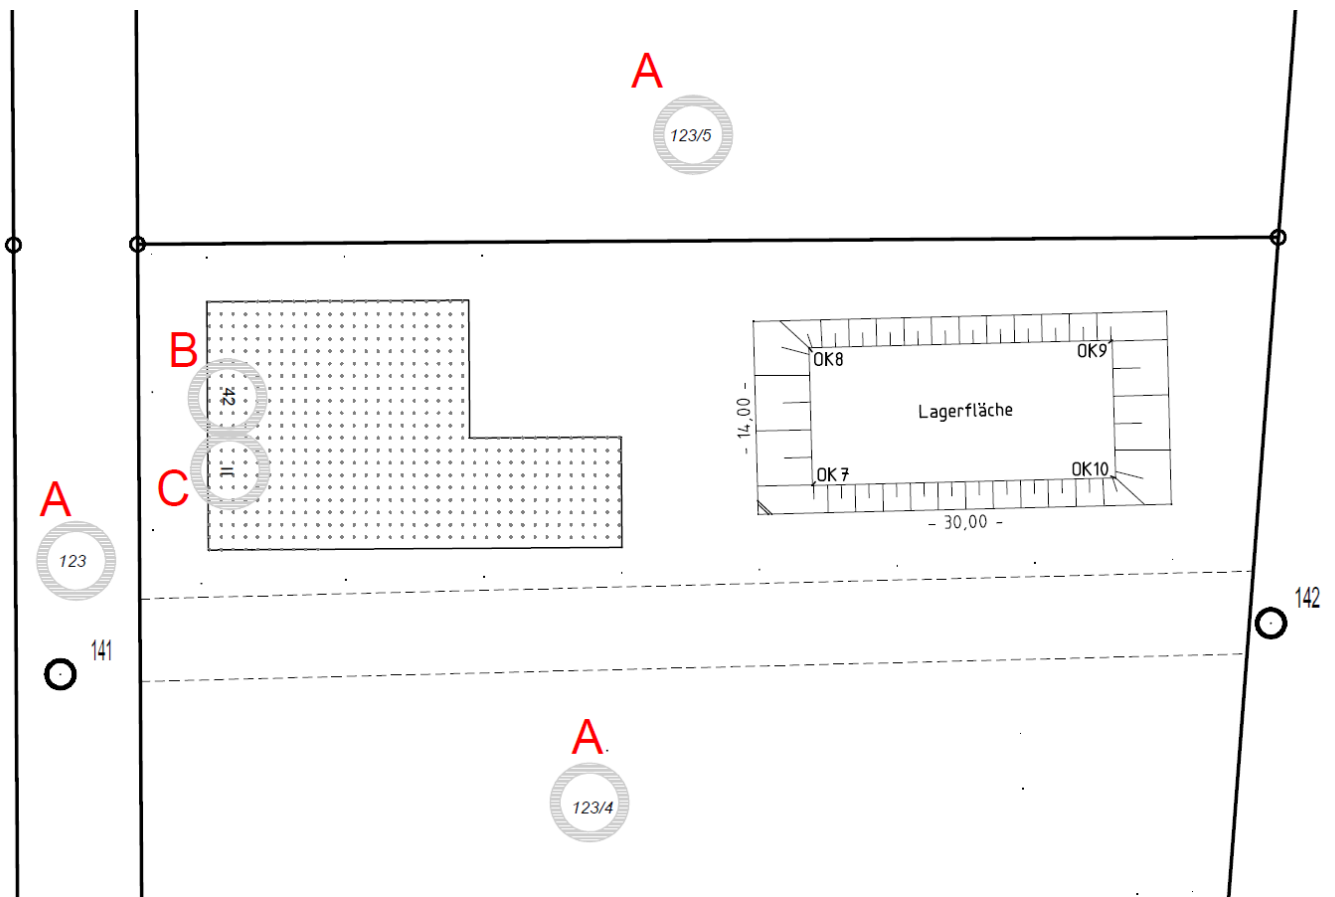 A
123/5
B
42
OK8
OK9
- 14,00 -
Lagerfläche
C
II
OK7
OK10
A
- 30,00 -
123
142
141
A
123/4